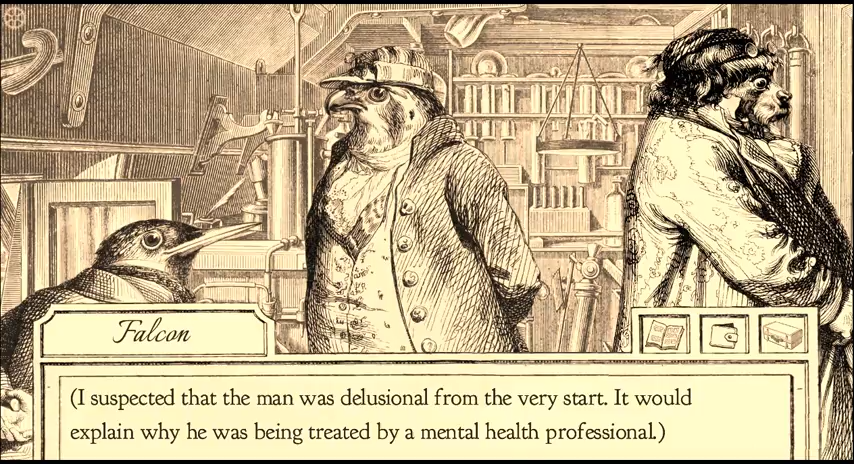 Falcon
(I suspected that the man was delusional from the very start. It would
explain why he was being treated by a mental health professional.)